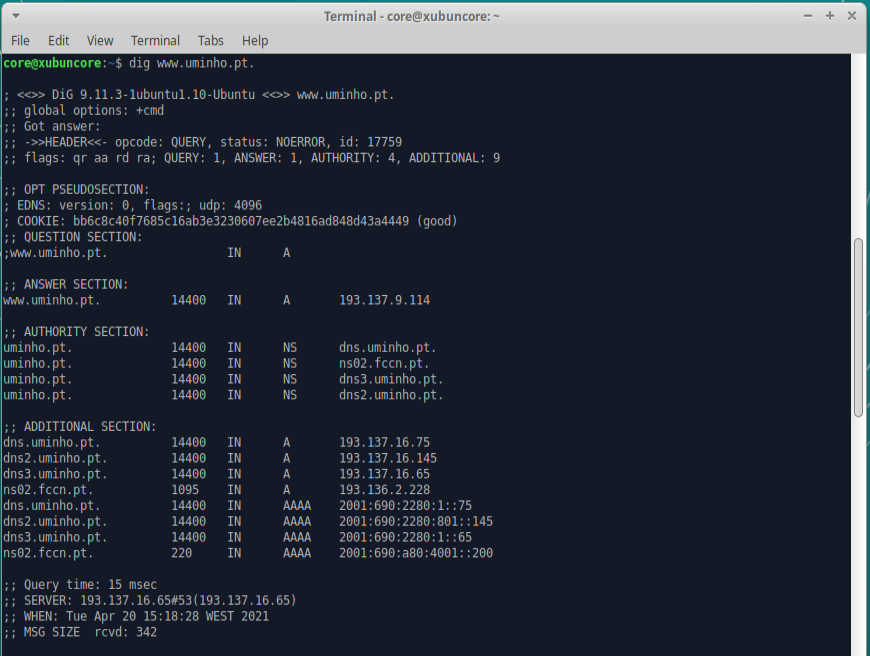 Terminal - core@xubuncore: ~
File Edit View Terminal Tabs Help
core@xubuncore:~$ dig www.uminho.pt.
; <<>> DiG 9.11.3-1ubuntu1.10-Ubuntu <<>> www.uminho.pt.
;; global options: +cmd
;; Got answer:
;; ->>HEADER<<- opcode: QUERY, status: NOERROR, id: 17759
;; flags: qr aa rd ra; QUERY: 1, ANSWER: 1, AUTHORITY: 4, ADDITIONAL: 9
;; OPT PSEUDOSECTION:
; EDNS: version: 0, flags:; udp: 4096
; COOKIE: bb6c8c40f7685c16ab3e3230607ee2b4816ad848d43a4449 (good)
;; QUESTION SECTION:
;www.uminho.pt. IN A
;; ANSWER SECTION:
www.uminho.pt. 14400 IN A 193.137.9.114
;; AUTHORITY SECTION:
uminho.pt. 14400 IN NS dns.uminho.pt.
uminho.pt. 14400 IN NS ns02.fccn.pt.
uminho.pt. 14400 IN NS dns3.uminho.pt.
uminho.pt. 14400 IN NS dns2.uminho.pt.
;; ADDITIONAL SECTION:
dns.uminho.pt. 14400 IN A 193.137.16.75
dns2.uminho.pt. 14400 IN A 193.137.16.145
dns3.uminho.pt. 14400 IN A 193.137.16.65
ns02.fccn.pt. 1095 IN A 193.136.2.228
dns.uminho.pt. 14400 IN AAAA 2001:690:2280:1::75
dns2.uminho.pt. 14400 IN AAAA 2001:690:2280:801::145
dns3.uminho.pt. 14400 IN AAAA 2001:690:2280:1::65
ns02.fccn.pt. 220 IN AAAA 2001:690:a80:4001::200
;; Query time: 15 msec
;; SERVER: 193.137.16.65#53(193.137.16.65)
;; WHEN: Tue Apr 20 15:18:28 WEST 2021
;; MSG SIZE rcvd: 342